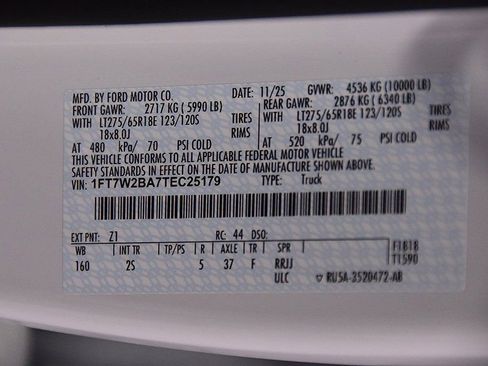 MFD. BY FORD MOTOR CO. DATE: 11/25 GVWR: 4536 KG (10000 LB)
FRONT GAWR: 2717 KG (5990 LB) REAR GAWR: 2876 KG (6340 LB)
WITH LT275/65R18E 123/120S TIRES WITH LT275/65R18E 123/120S TIRES
18x8.0J RIMS 18x8.0J RIMS
AT 480 kPa/ 70 PSI COLD AT 520 kPa/ 75 PSI COLD
THIS VEHICLE CONFORMS TO ALL APPLICABLE FEDERAL MOTOR VEHICLE
SAFETY STANDARDS IN EFFECT ON THE DATE OF MANUFACTURE SHOWN ABOVE.
VIN: 1FT7W2BA7TEC25179 TYPE: Truck
EXT PNT: Z1 RC: 44 DSO:
WB INT TR TP/PS R AXLE TR SPR
160 2S 5 37 F RRJJ
ULC
F1818
T1590
RU5A-3520472-AB